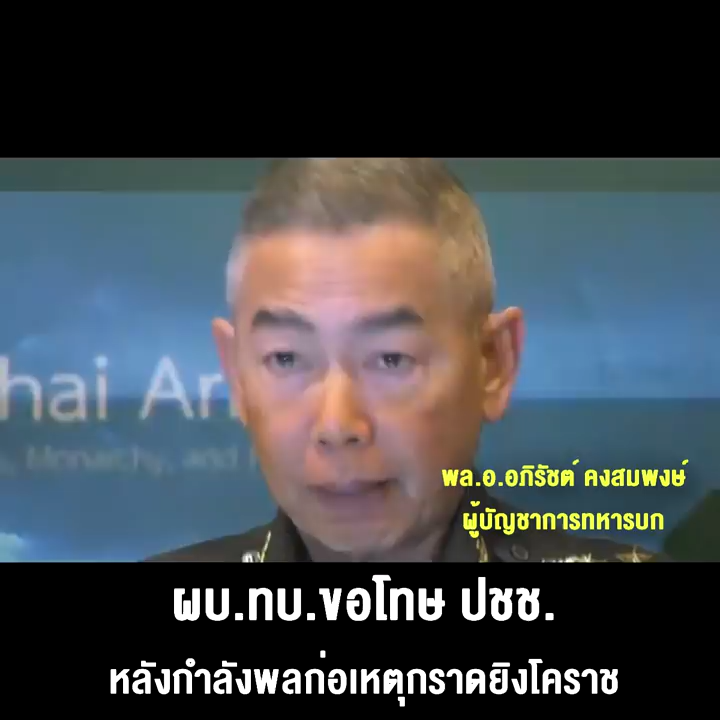 hai Ar
, Monarchy, and
พล.อ.อภิรัชต์ คงสมพงษ์
ผู้บัญชาการทหารบก
ผบ.ทบ.ขอโทษ ปชช.
หลังกำลังพลก่อเหตุกราดยิงโคราช